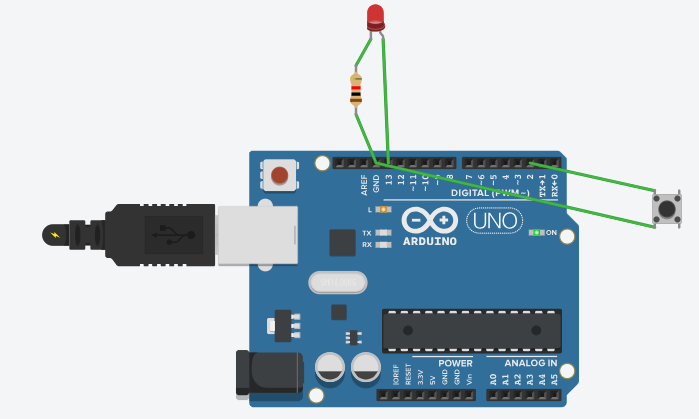 AREF
GND
13
12
~11
~10
~9
8
7
~6
~5
4
~3
2
TX→1
RX←0
DIGITAL (PWM~)
L
TX
RX
ARDUINO
UNO
ON
POWER
ANALOG IN
IOREF
RESET
3.3V
5V
GND
GND
Vin
A0
A1
A2
A3
A4
A5